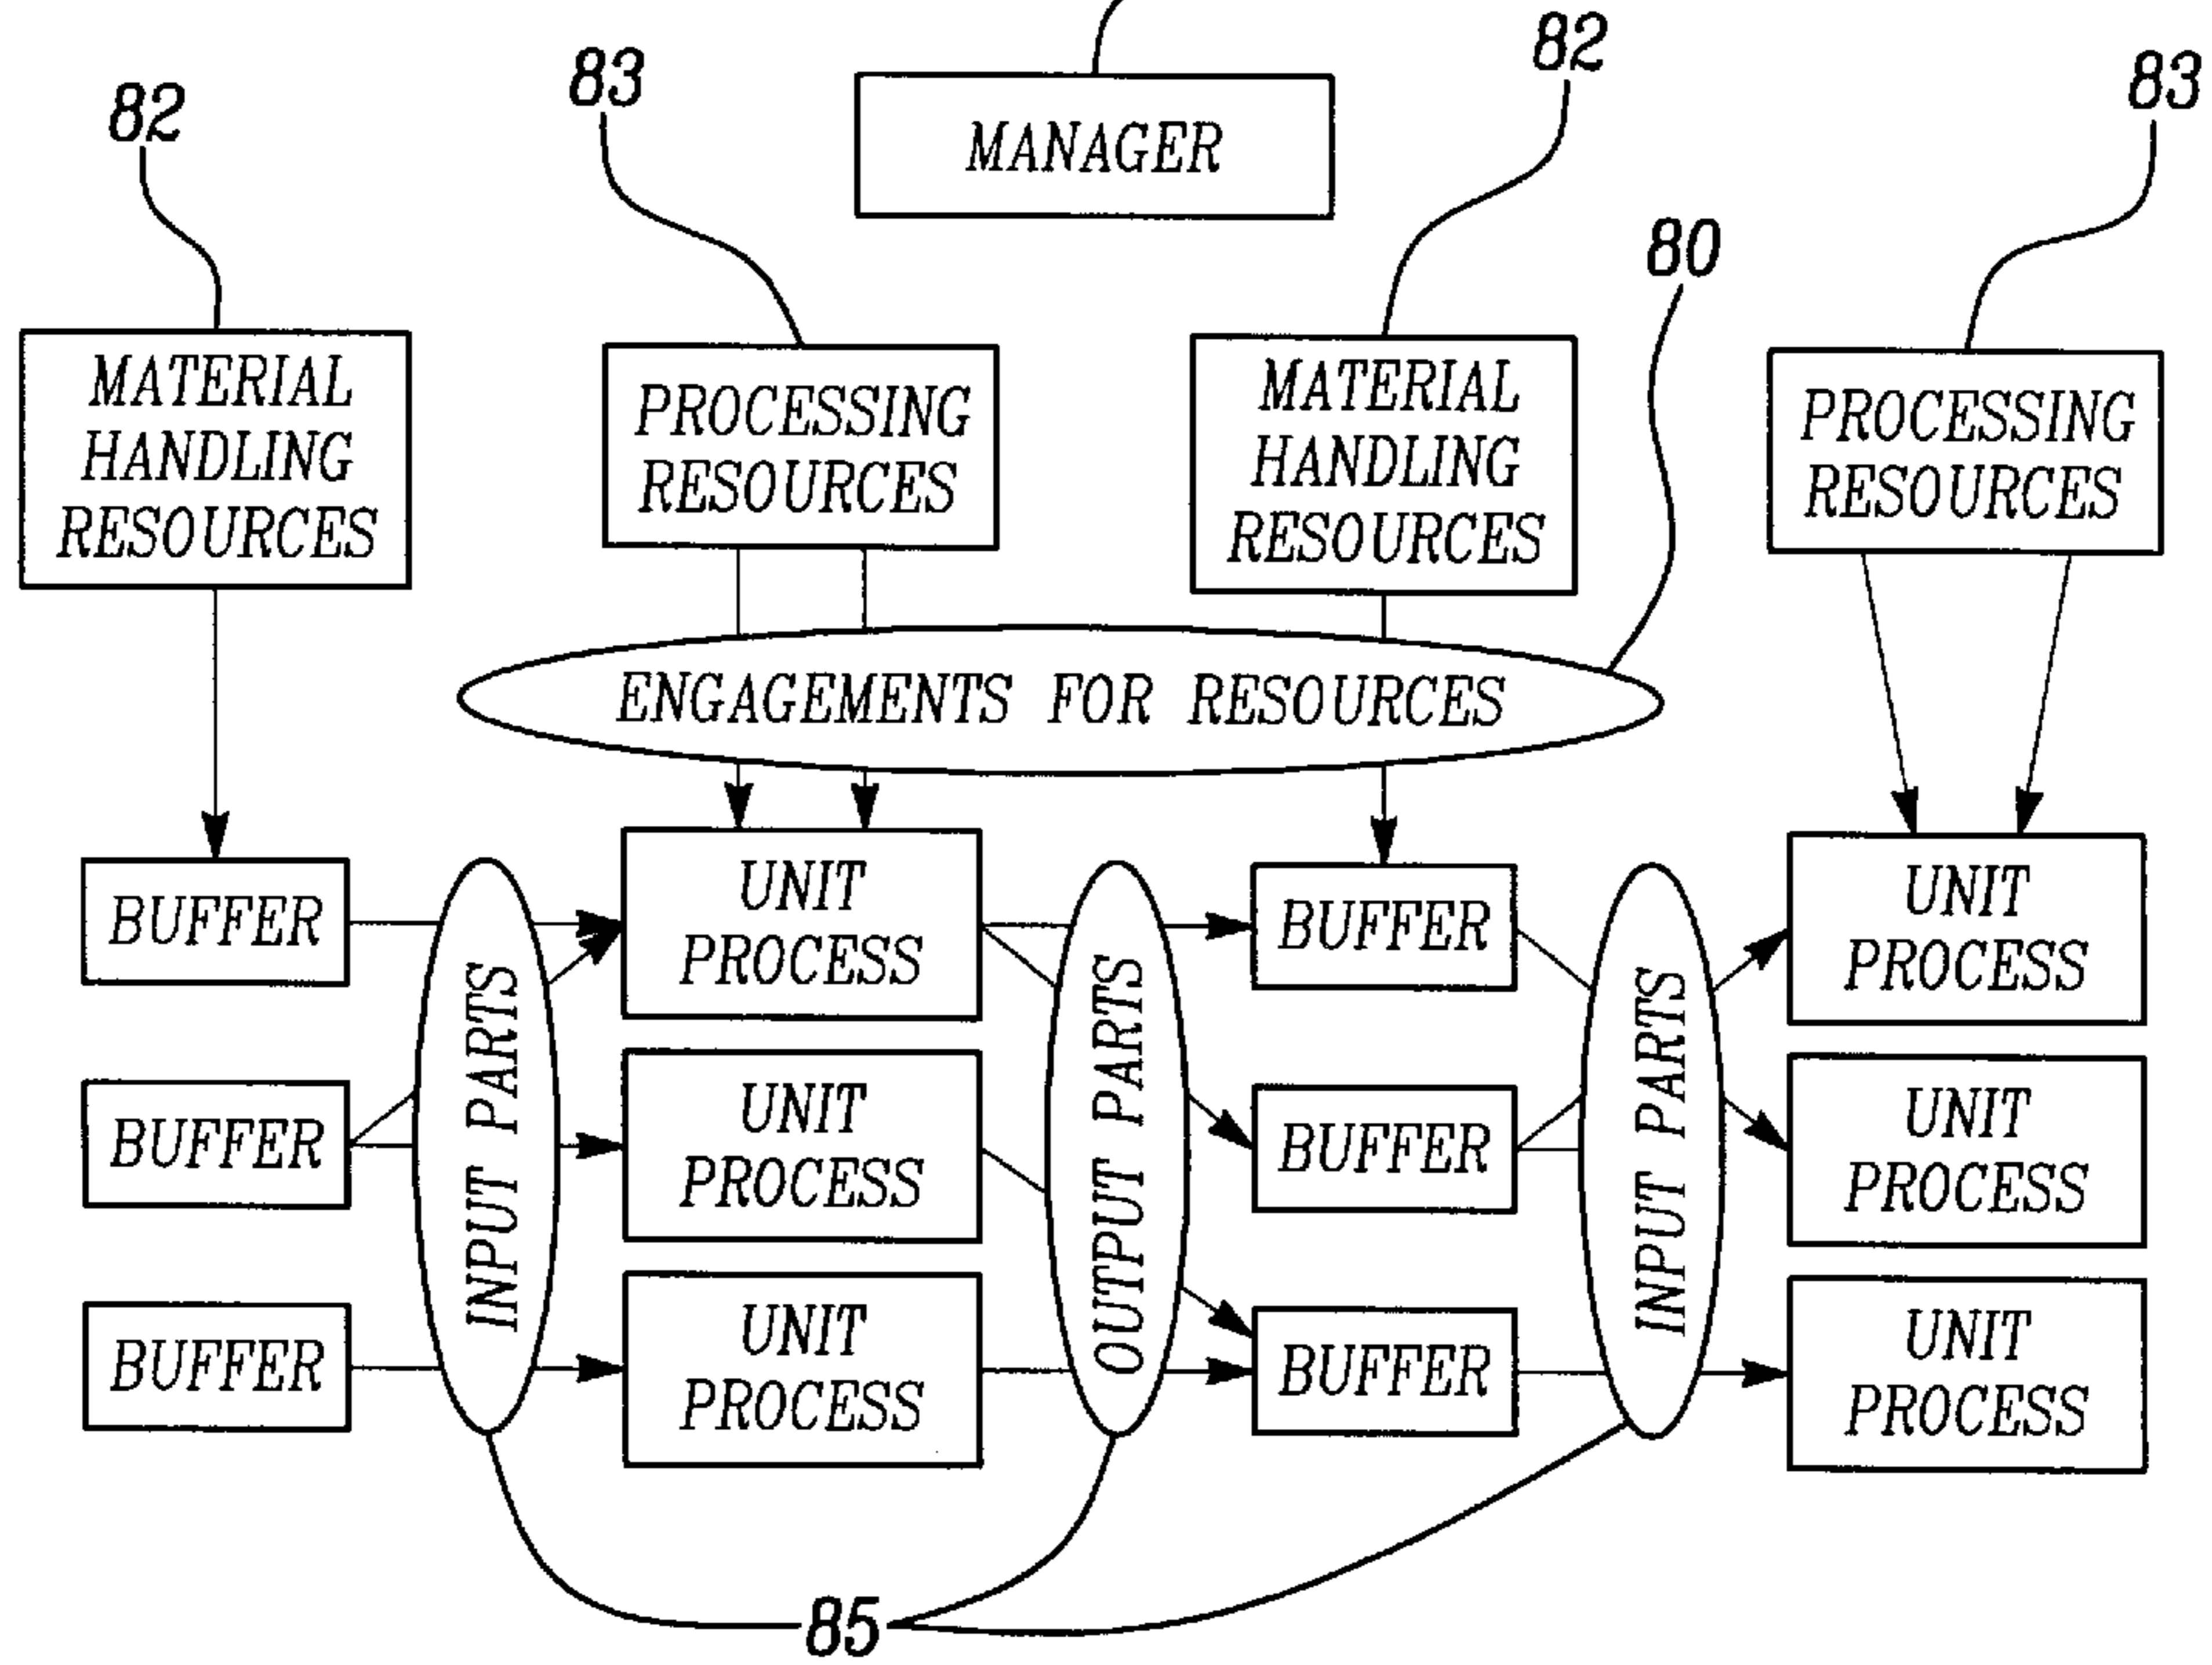 82
83
MANAGER
82
83
80
MATERIAL
HANDLING
RESOURCES
PROCESSING
RESOURCES
MATERIAL
HANDLING
RESOURCES
PROCESSING
RESOURCES
ENGAGEMENTS FOR RESOURCES
BUFFER
UNIT
PROCESS
BUFFER
UNIT
PROCESS
BUFFER
UNIT
PROCESS
BUFFER
UNIT
PROCESS
BUFFER
UNIT
PROCESS
BUFFER
UNIT
PROCESS
INPUT PARTS
OUTPUT PARTS
INPUT PARTS
85